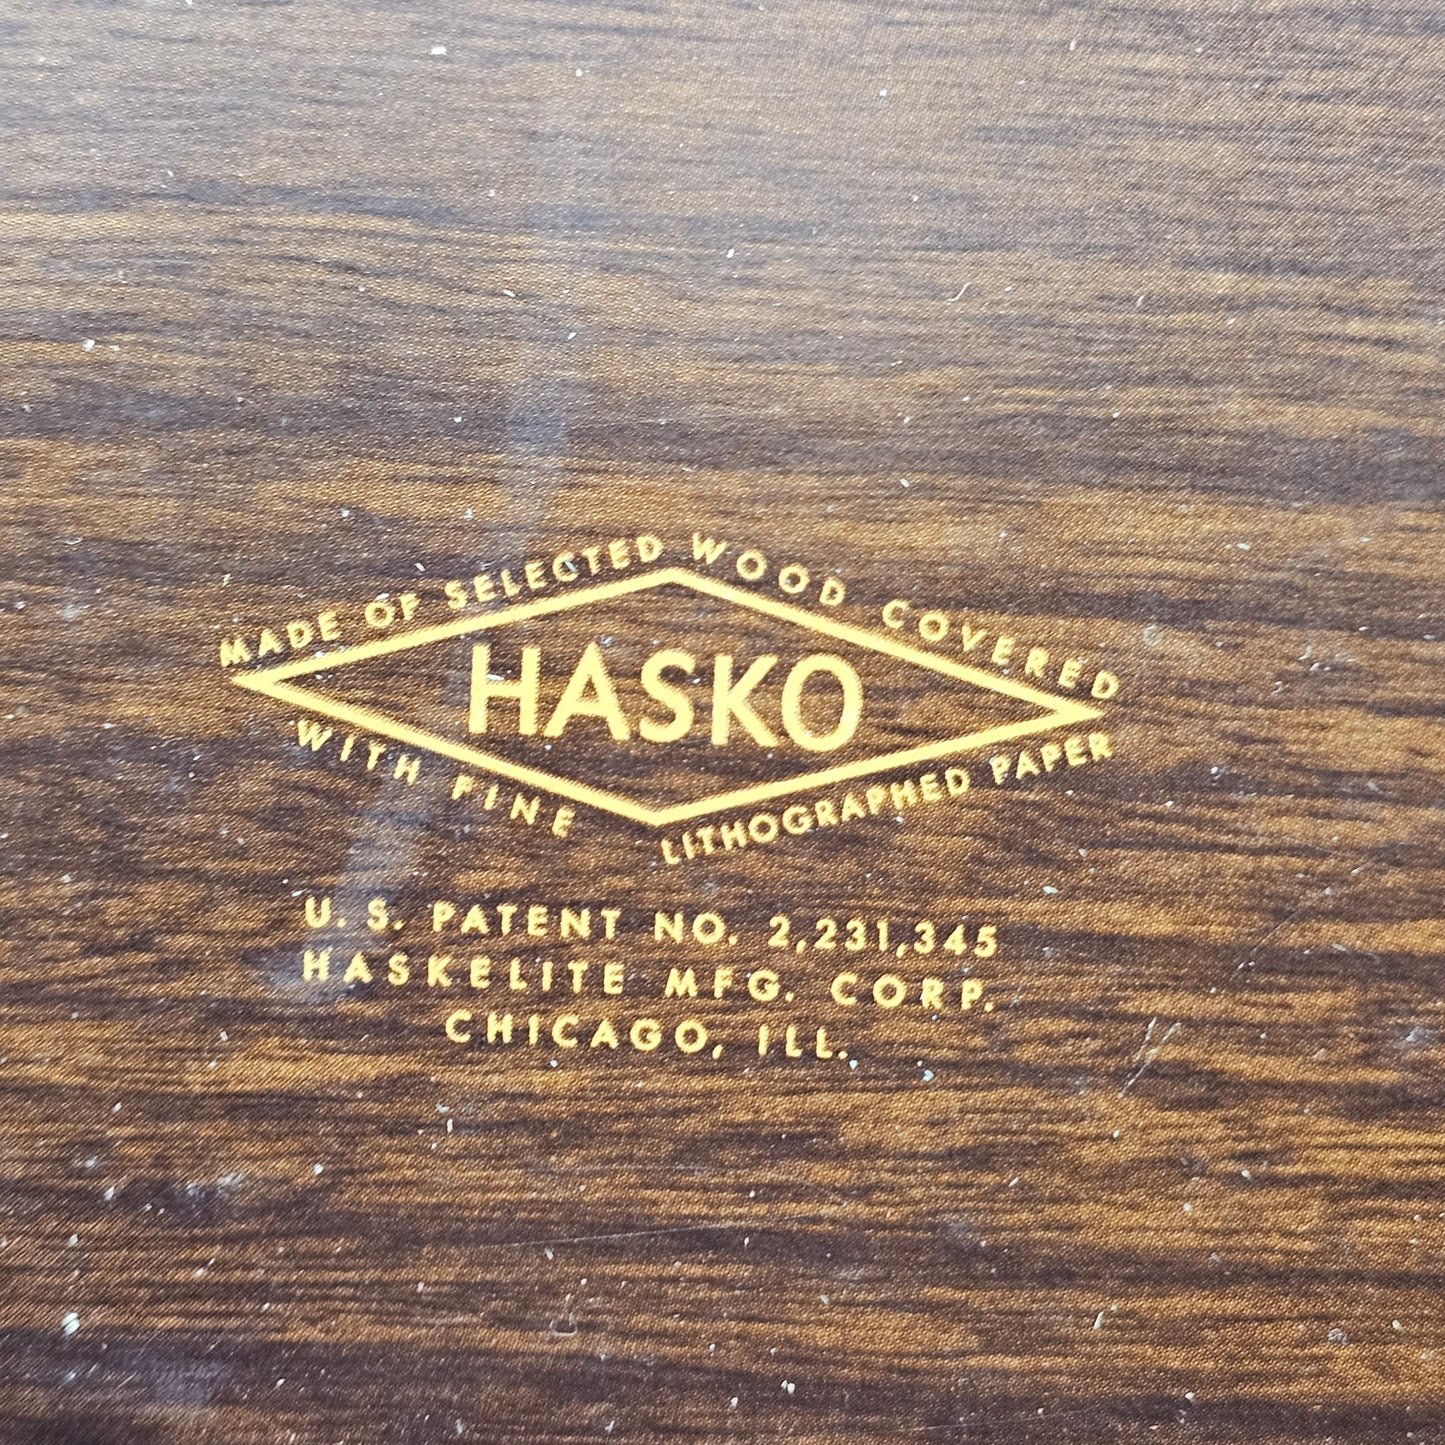 MADE OF SELECTED WOOD COVERED
HASKO
WITH FINE LITHOGRAPHED PAPER
U. S. PATENT NO. 2,231,345
HASKELITE MFG. CORP.
CHICAGO, ILL.